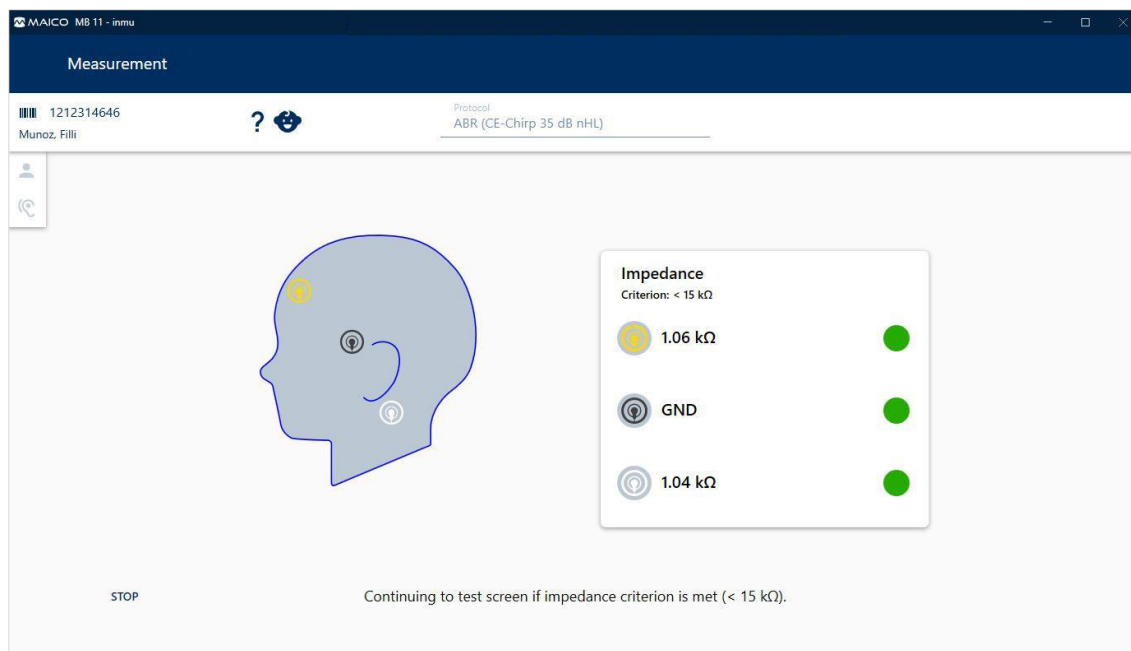 MAICO MB 11 - inmu
Measurement
1212314646
Munoz, Filli
?
Protocol
ABR (CE-Chirp 35 dB nHL)
Impedance
Criterion: < 15 kΩ
1.06 kΩ
GND
1.04 kΩ
STOP
Continuing to test screen if impedance criterion is met (< 15 kΩ).